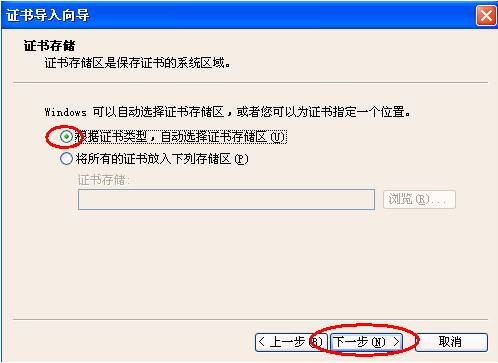 证书导入向导
证书存储
证书存储区是保存证书的系统区域。
Windows 可以自动选择证书存储区，或者您可以为证书指定一个位置。
根据证书类型，自动选择证书存储区(U)
将所有的证书放入下列存储区(P)
证书存储:
浏览(R)...
< 上一步(B) 下一步(N) > 取消